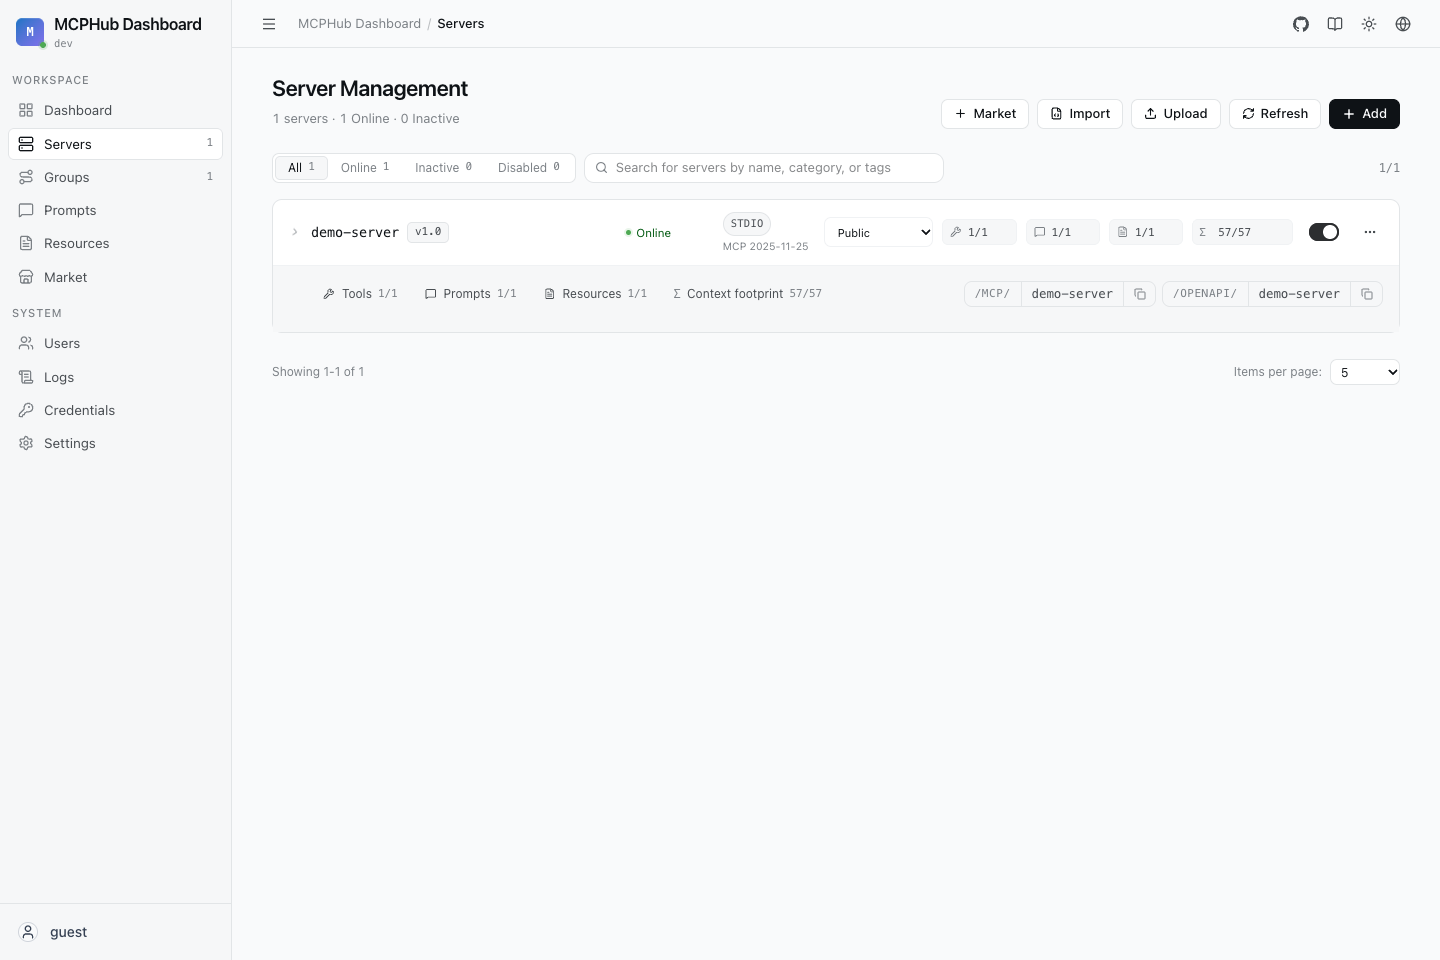 M
MCPHub Dashboard
dev
WORKSPACE
Dashboard
Servers 1
Groups 1
Prompts
Resources
Market
SYSTEM
Users
Logs
Credentials
Settings
guest
MCPHub Dashboard / Servers
Server Management
1 servers · 1 Online · 0 Inactive
Market
Import
Upload
Refresh
Add
All 1 Online 1 Inactive 0 Disabled 0
Search for servers by name, category, or tags
1/1
demo-server v1.0
Online
STDIO
MCP 2025-11-25
Public
1/1
1/1
1/1
Σ 57/57
Tools 1/1
Prompts 1/1
Resources 1/1
Σ Context footprint 57/57
/MCP/ demo-server
/OPENAPI/ demo-server
Showing 1-1 of 1
Items per page: 5